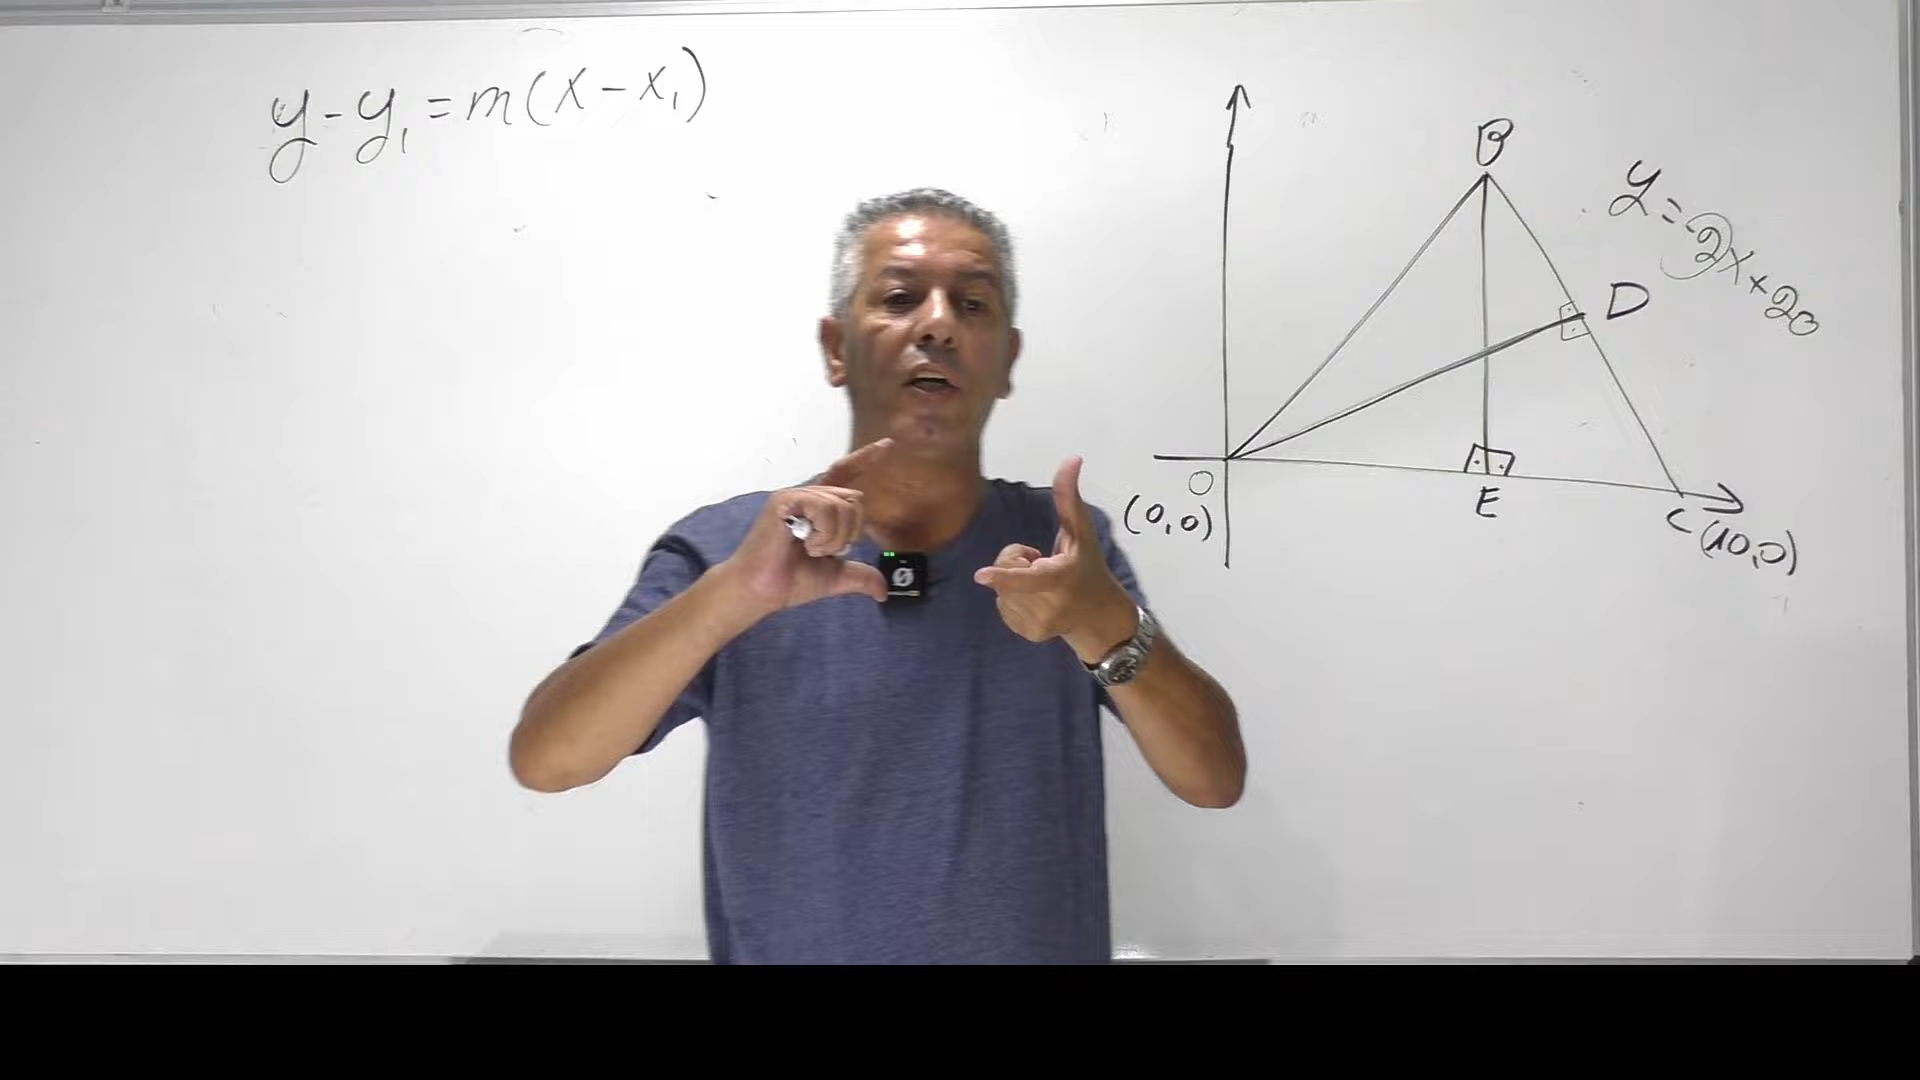 y-y₁=m(x-x₁)
B
y=-2x+20
D
O
(0,0)
E
C(10,0)